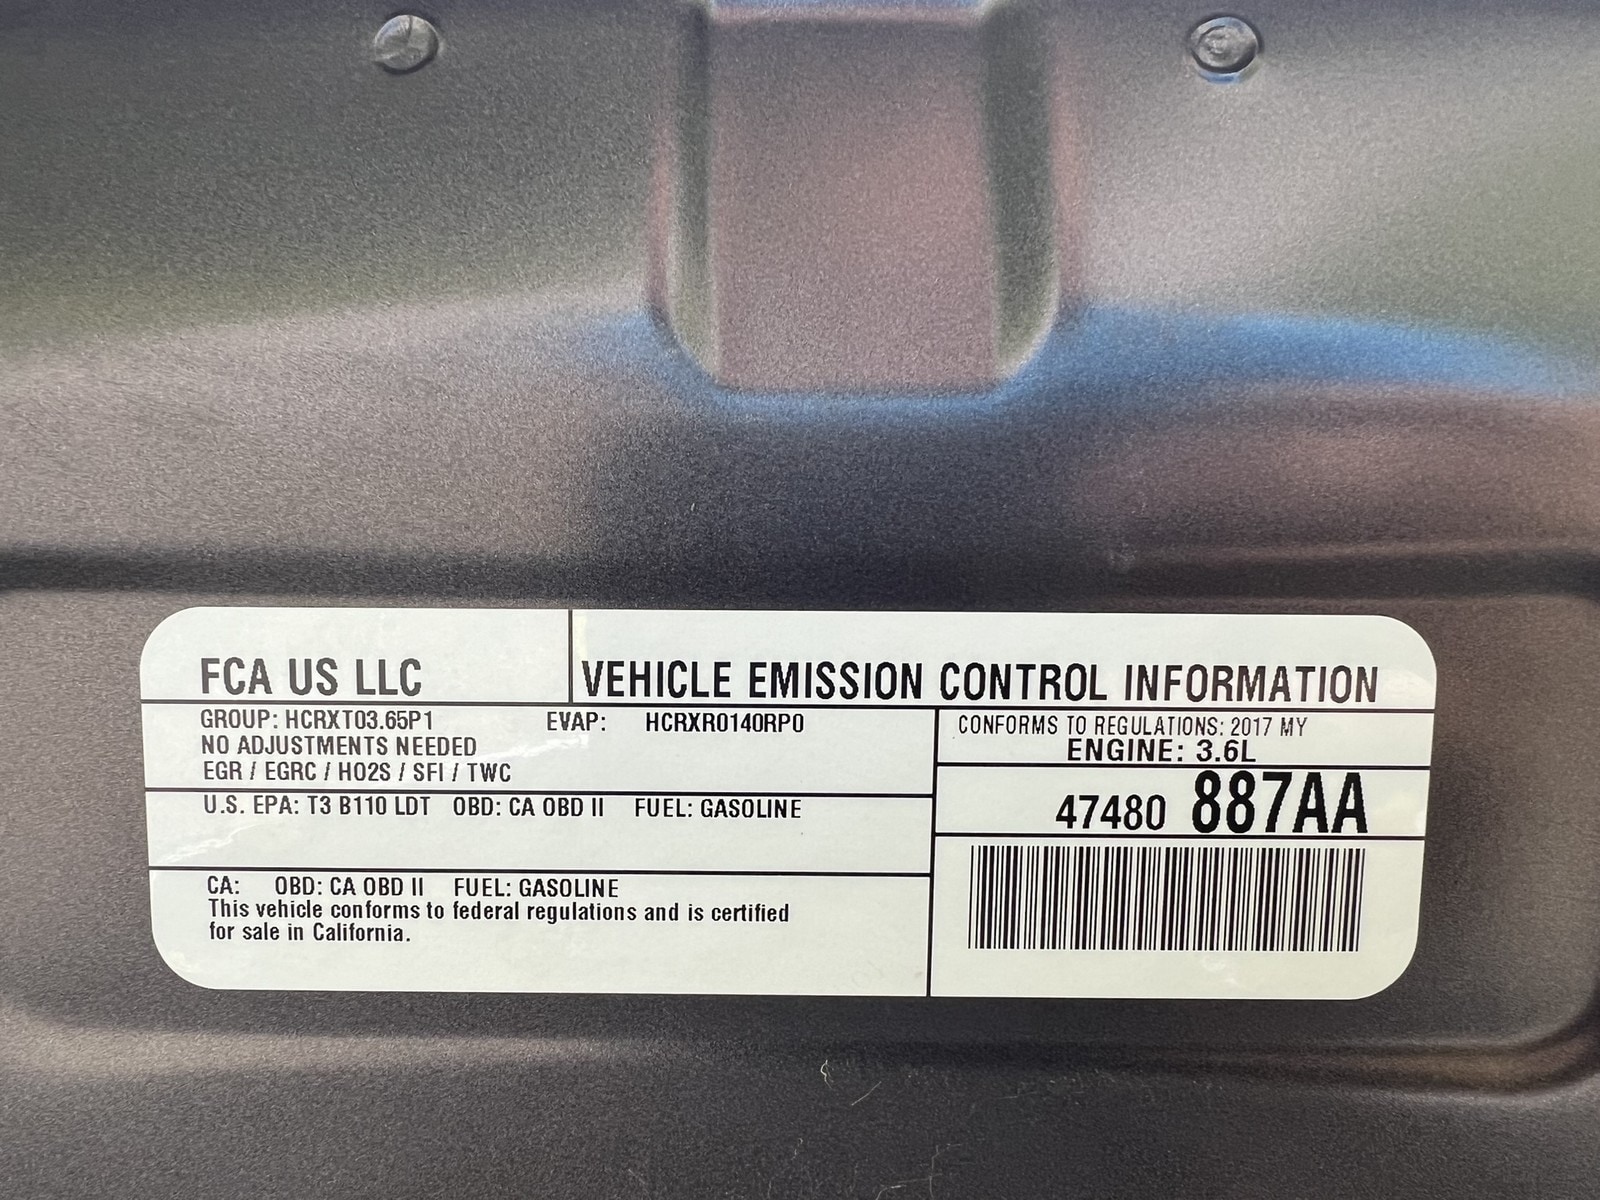 FCA US LLC
VEHICLE EMISSION CONTROL INFORMATION
GROUP: HCRXT03.65P1 EVAP: HCRXR0140RP0
NO ADJUSTMENTS NEEDED
EGR / EGRC / HO2S / SFI / TWC
CONFORMS TO REGULATIONS: 2017 MY
ENGINE: 3.6L
47480 887AA
U.S. EPA: T3 B110 LDT OBD: CA OBD II FUEL: GASOLINE
CA: OBD: CA OBD II FUEL: GASOLINE
This vehicle conforms to federal regulations and is certified
for sale in California.